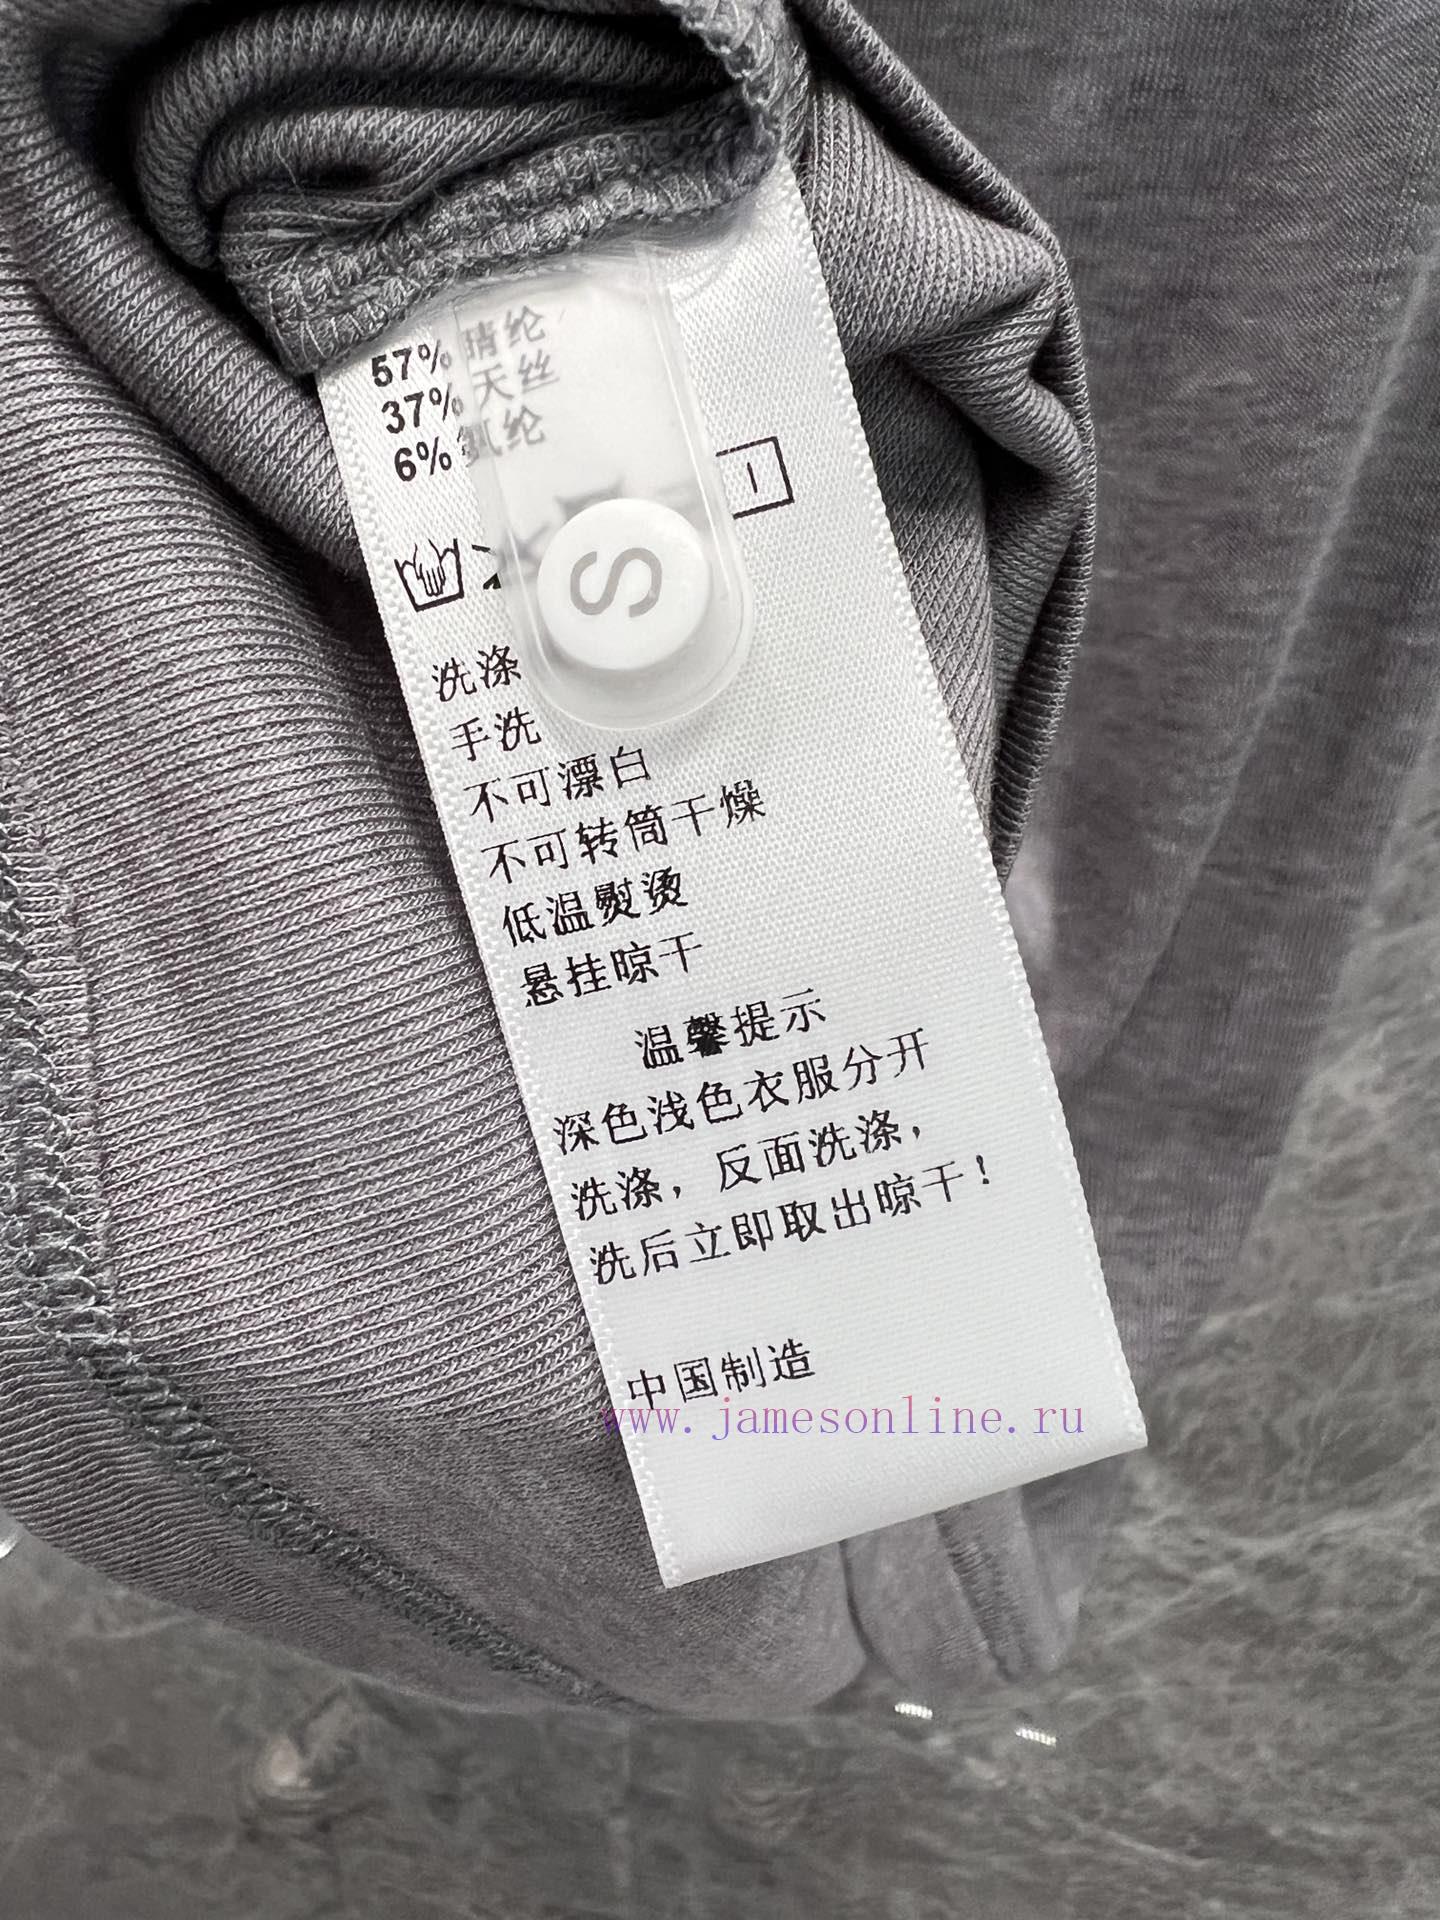 57% 腈纶
37% 天丝
6% 氨纶
S
洗涤
手洗
不可漂白
不可转筒干燥
低温熨烫
悬挂晾干
温馨提示
深色浅色衣服分开
洗涤，反面洗涤，
洗后立即取出晾干！
中国制造
www.jamesonline.ru